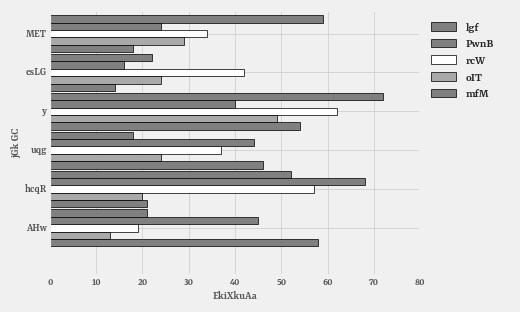 lgf
PwnB
rcW
oIT
mfM
MET
esLG
y
uqg
hcqR
AHw
jGk GC
0 10 20 30 40 50 60 70 80
EkiXkuAa